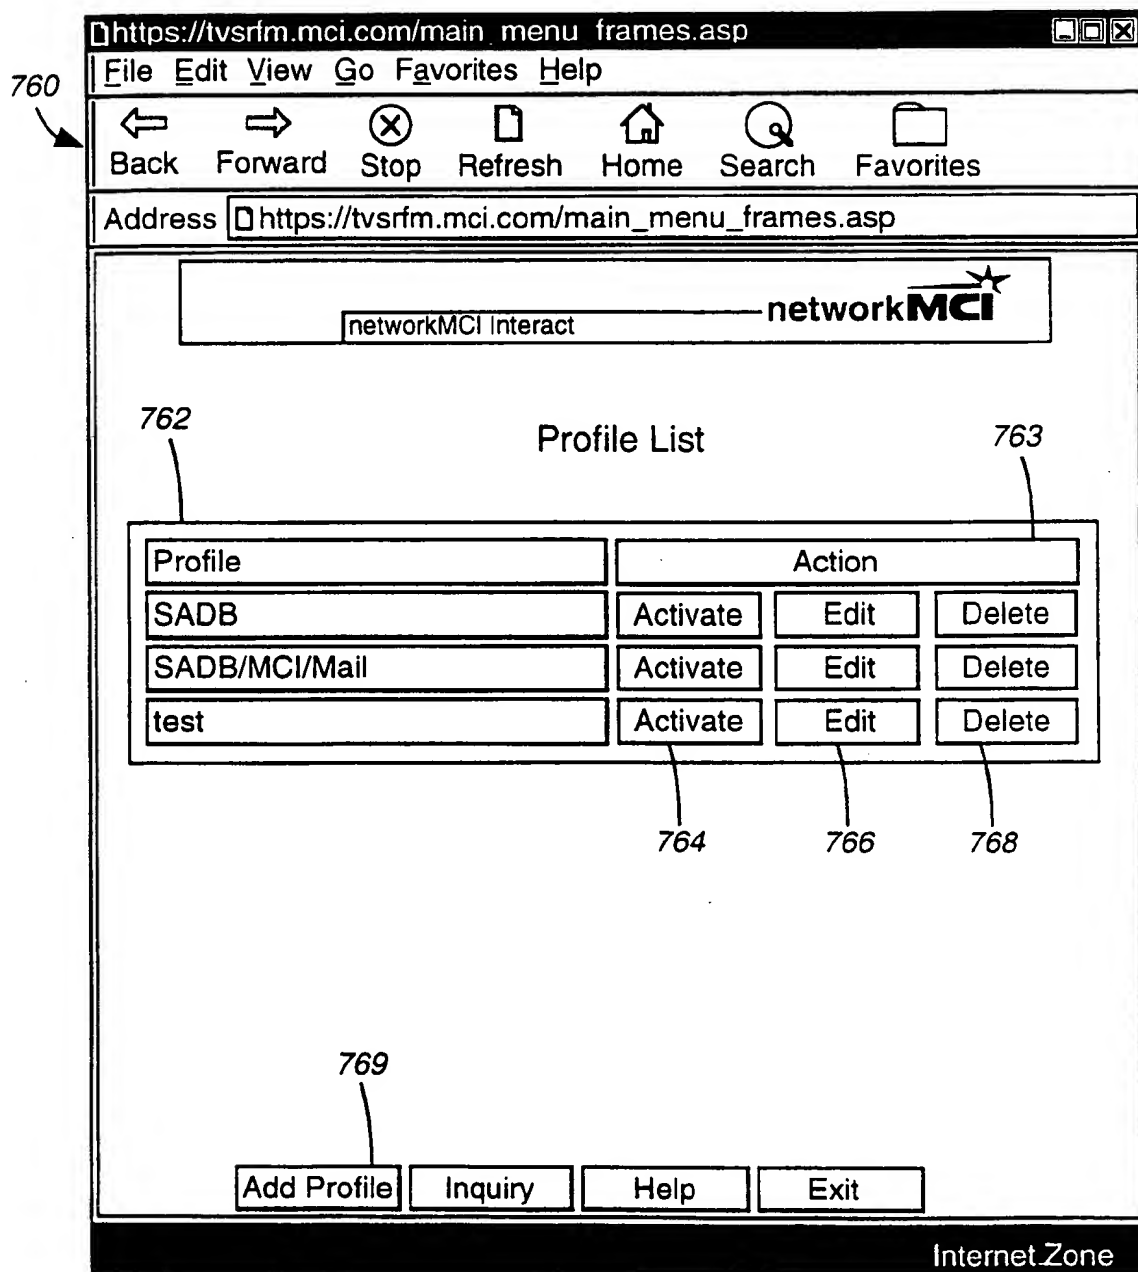 https://tvsrfm.mci.com/main_menu_frames.asp
760
File Edit View Go Favorites Help
Back Forward Stop Refresh Home Search Favorites
Address https://tvsrfm.mci.com/main_menu_frames.asp
networkMCI
networkMCI Interact
762
Profile List
763
Profile Action
SADB Activate Edit Delete
SADB/MCI/Mail Activate Edit Delete
test Activate Edit Delete
764 766 768
769
Add Profile Inquiry Help Exit
Internet Zone